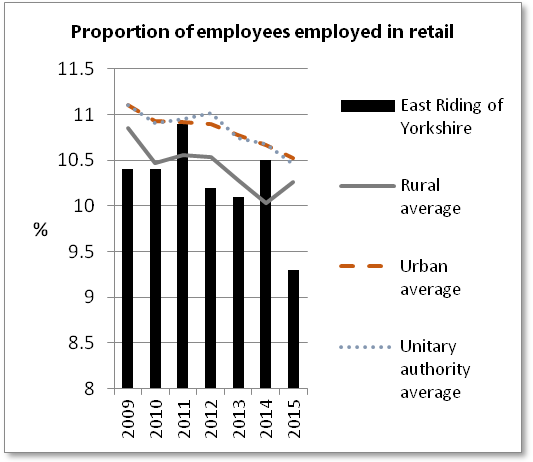 Proportion of employees employed in retail
11.5
11
10.5
10
9.5
9
8.5
8
%
2009
2010
2011
2012
2013
2014
2015
East Riding of
Yorkshire
Rural
average
Urban
average
Unitary
authority
average